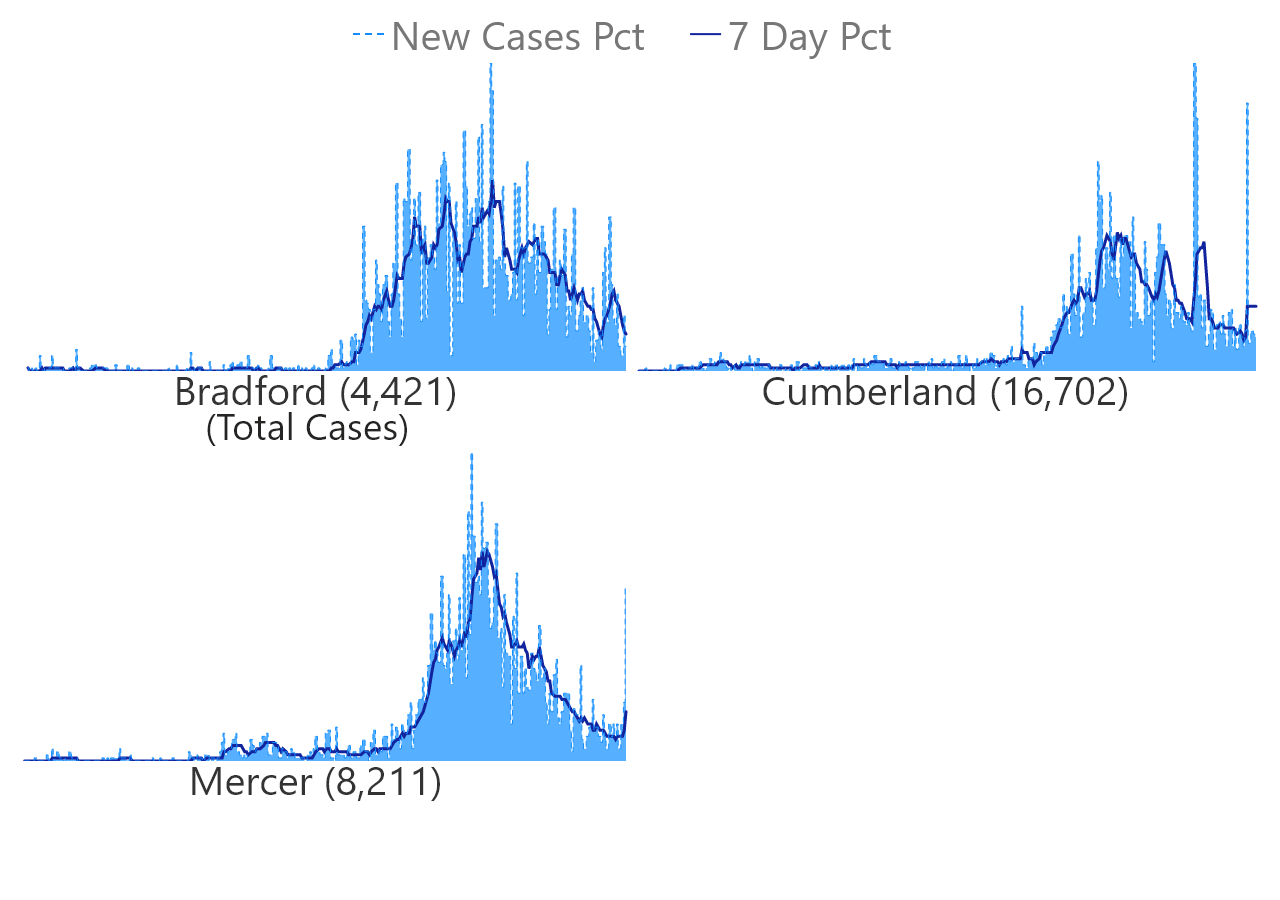 New Cases Pct 7 Day Pct
Bradford (4,421)
(Total Cases)
Cumberland (16,702)
Mercer (8,211)